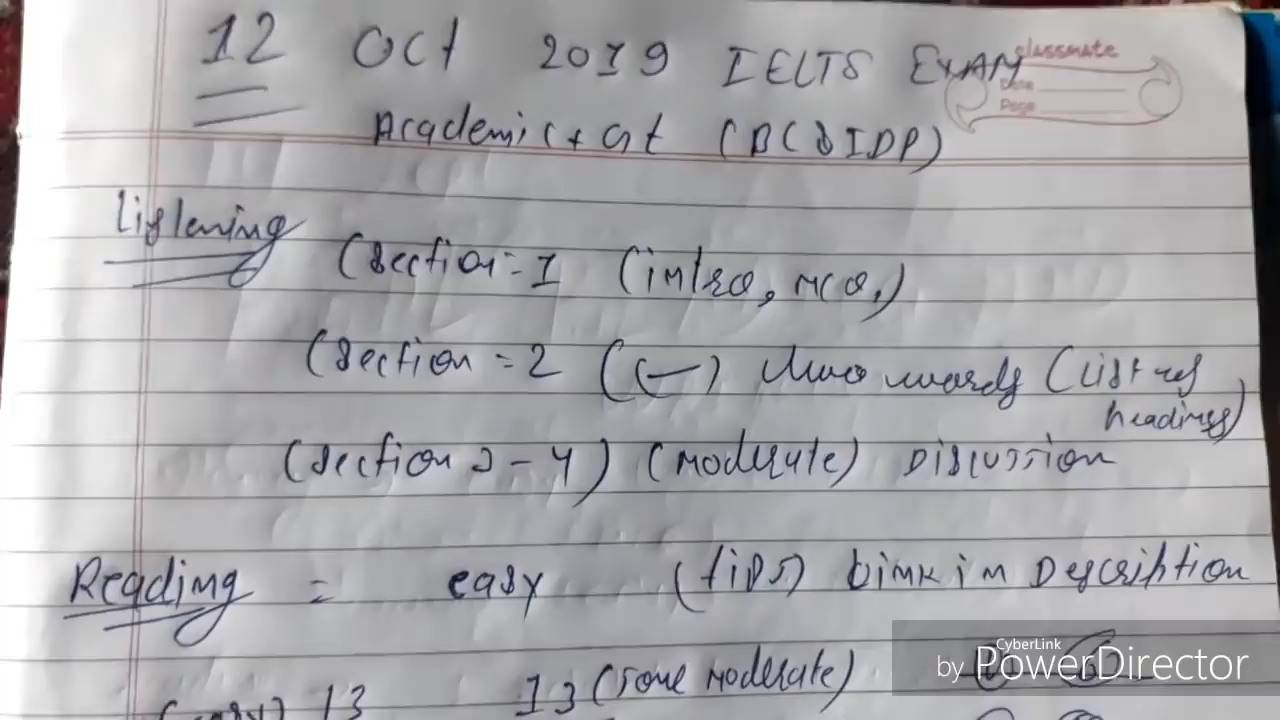 12 Oct 2019 IELTS EXAM
classmate
Date
Page
Academic + Gt (BC & IDP)
Listening
(Section = 1 (intro, MCQ,)
(Section = 2 (←) two words (List of headings)
(Section 3 - 4) (Moderate) Discussion
Reading = easy (tips) Link in Description
(easy) 13 13 (some moderate)
CyberLink
by PowerDirector